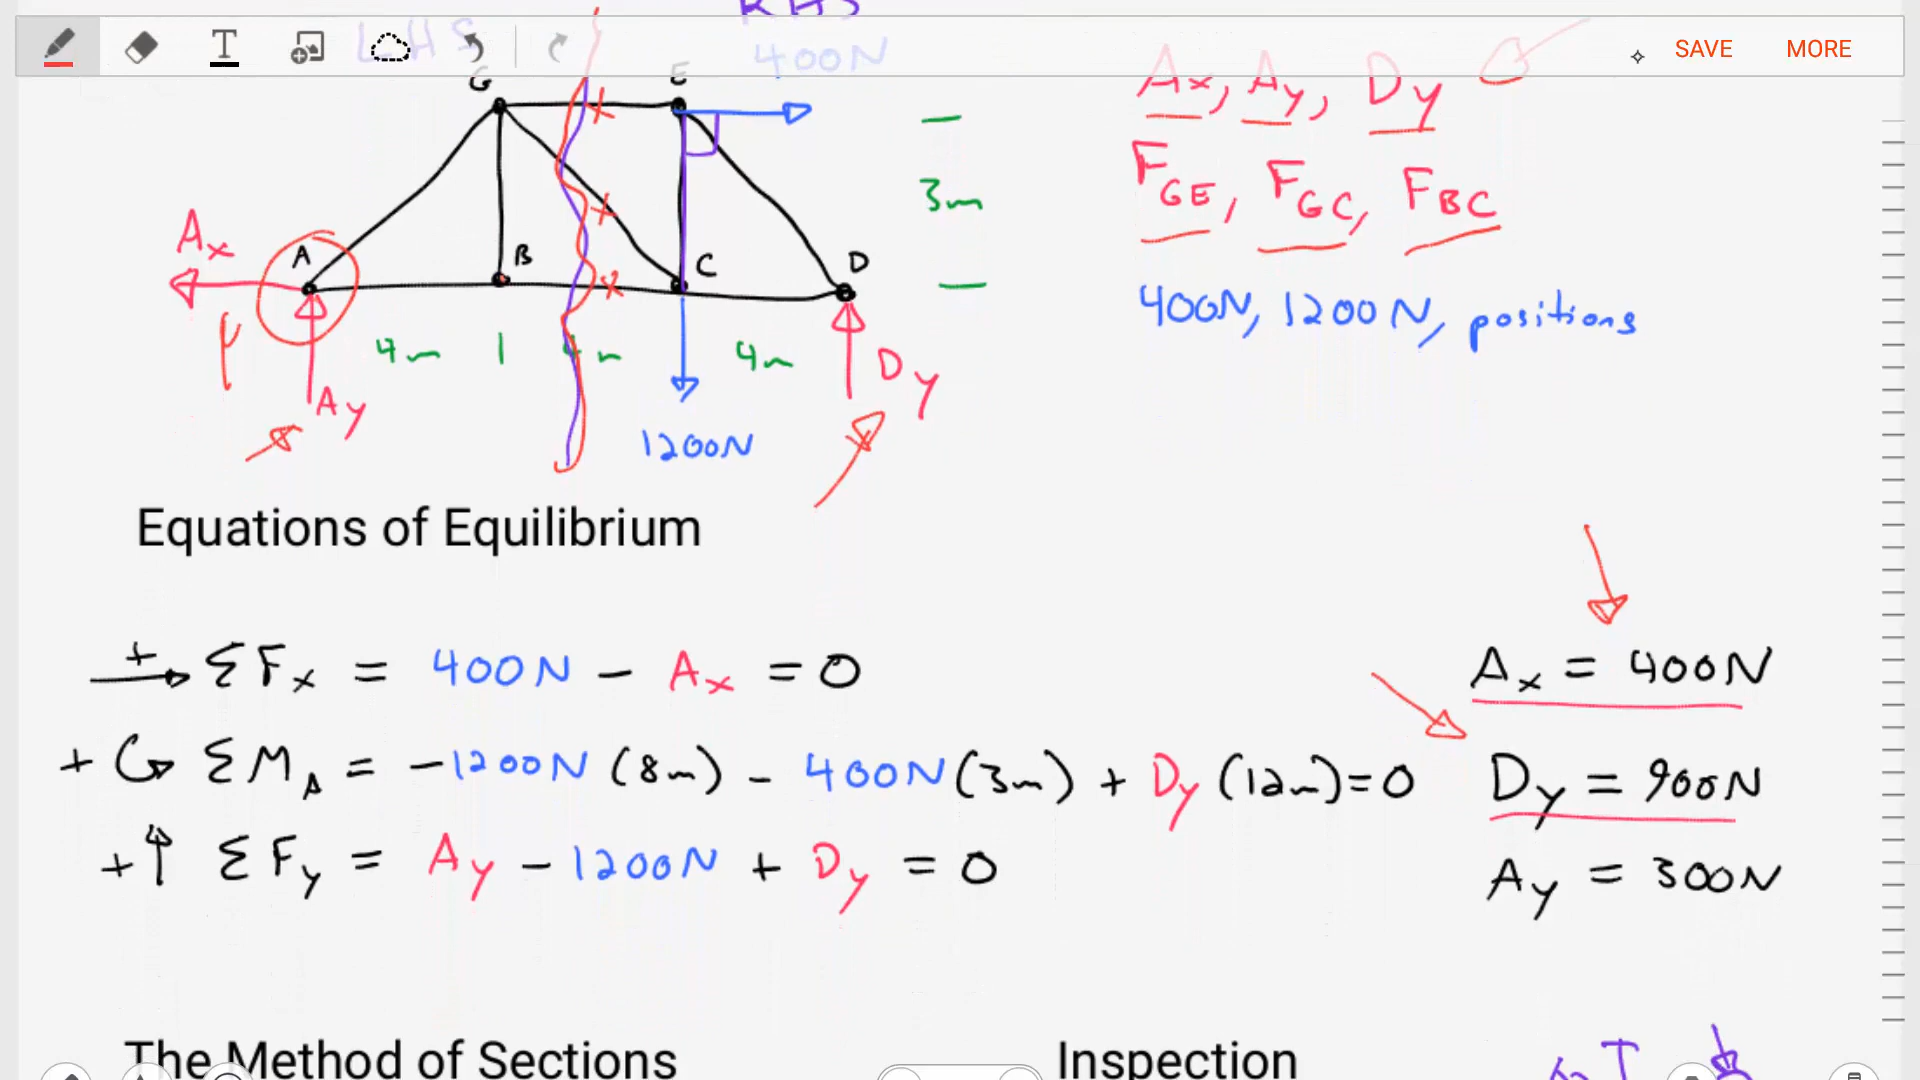 RHS
LHS
T
SAVE MORE
400N
G E
Ax, Ay, Dy
3m
FGE, FGC, FBC
Ax A B C D
400N, 1200N, positions
4m 4m 4m Dy
Ay
1200N
Equations of Equilibrium
+ ΣFx = 400N - Ax = 0 Ax = 400N
+ ΣMA = -1200N (8m) - 400N (3m) + Dy (12m) = 0 Dy = 900N
+↑ ΣFy = Ay - 1200N + Dy = 0 Ay = 300N
The Method of Sections Inspection
T